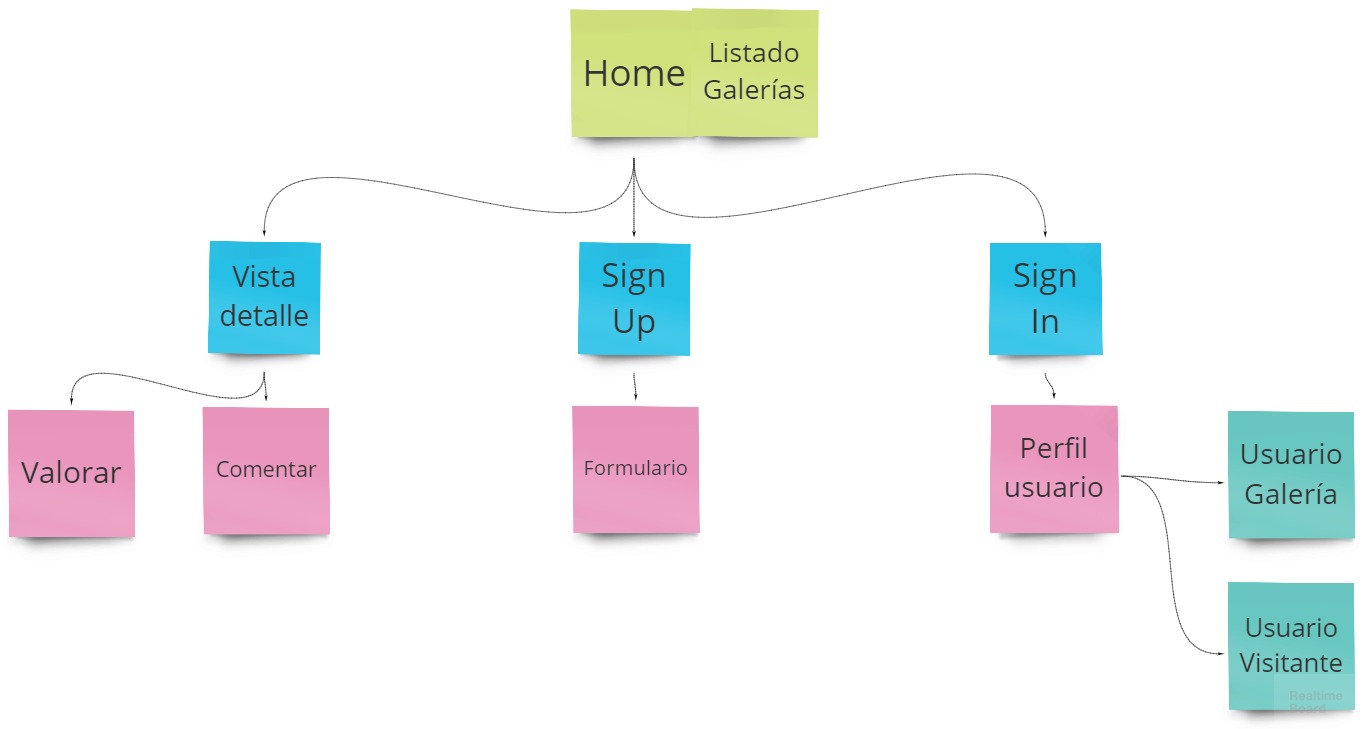 Home
Listado
Galerías
Vista
detalle
Sign
Up
Sign
In
Valorar
Comentar
Formulario
Perfil
usuario
Usuario
Galería
Usuario
Visitante
Realtime
Board